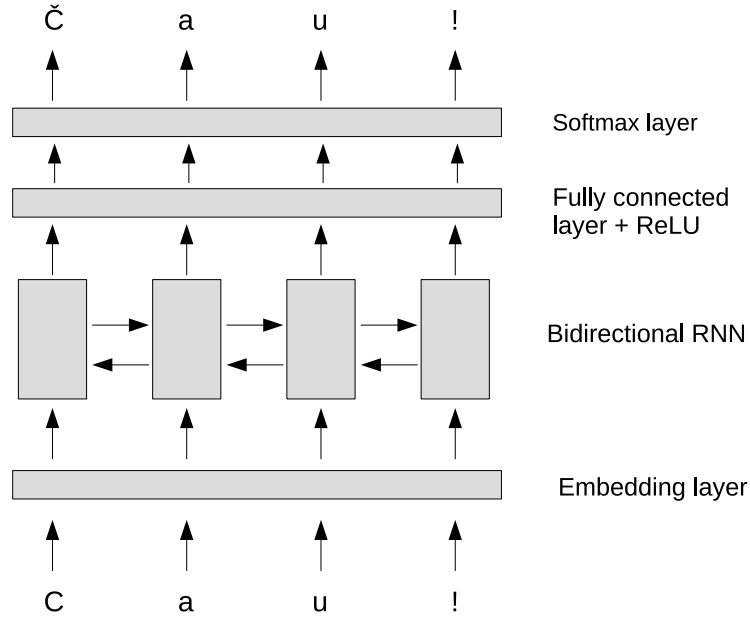 Č a u !
Softmax layer
Fully connected
layer + ReLU
Bidirectional RNN
Embedding layer
C a u !